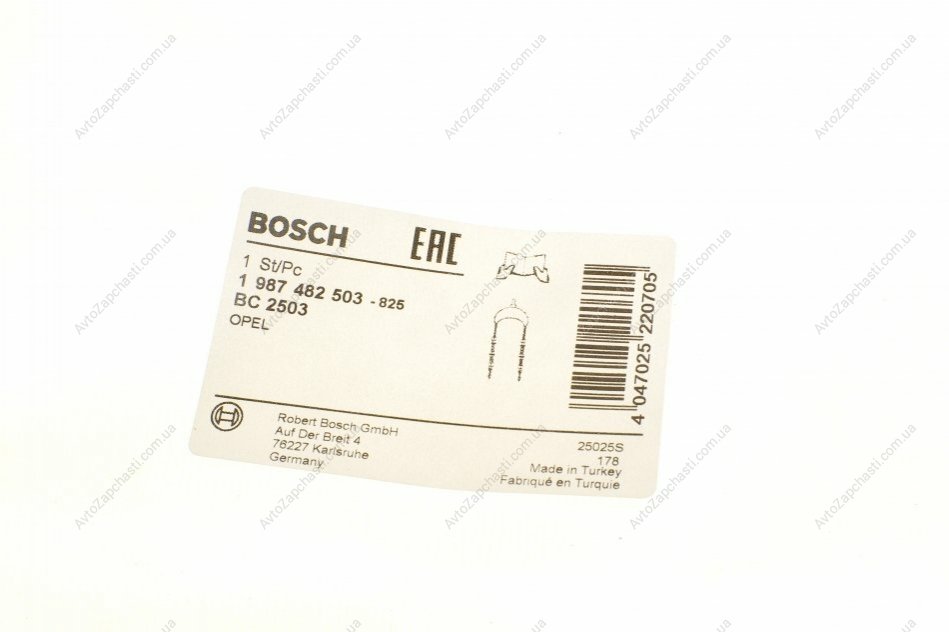 BOSCH
EAC
1 St/Pc
1 987 482 503 - 825
BC 2503
OPEL
4 047025 220705
Robert Bosch GmbH
Auf Der Breit 4
76227 Karlsruhe
Germany
25025S
178
Made in Turkey
Fabriqué en Turquie
AvtoZapchasti.com.ua